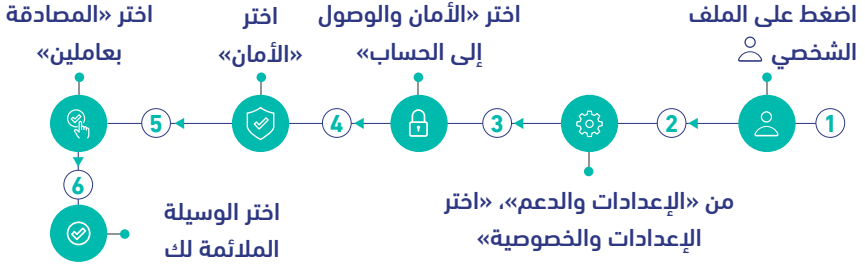 1
اضغط على الملف
الشخصي
2
من «الإعدادات والدعم»، «اختر
الإعدادات والخصوصية»
3
اختر «الأمان والوصول
إلى الحساب»
4
اختر
«الأمان»
5
اختر «المصادقة
بعاملين»
6
اختر الوسيلة
الملائمة لك